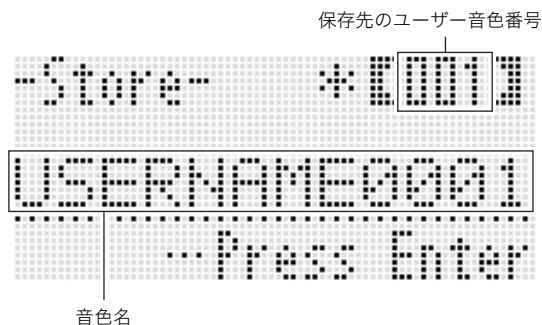 保存先のユーザー音色番号
-Store- *【001】
USERNAME0001
…Press Enter
音色名